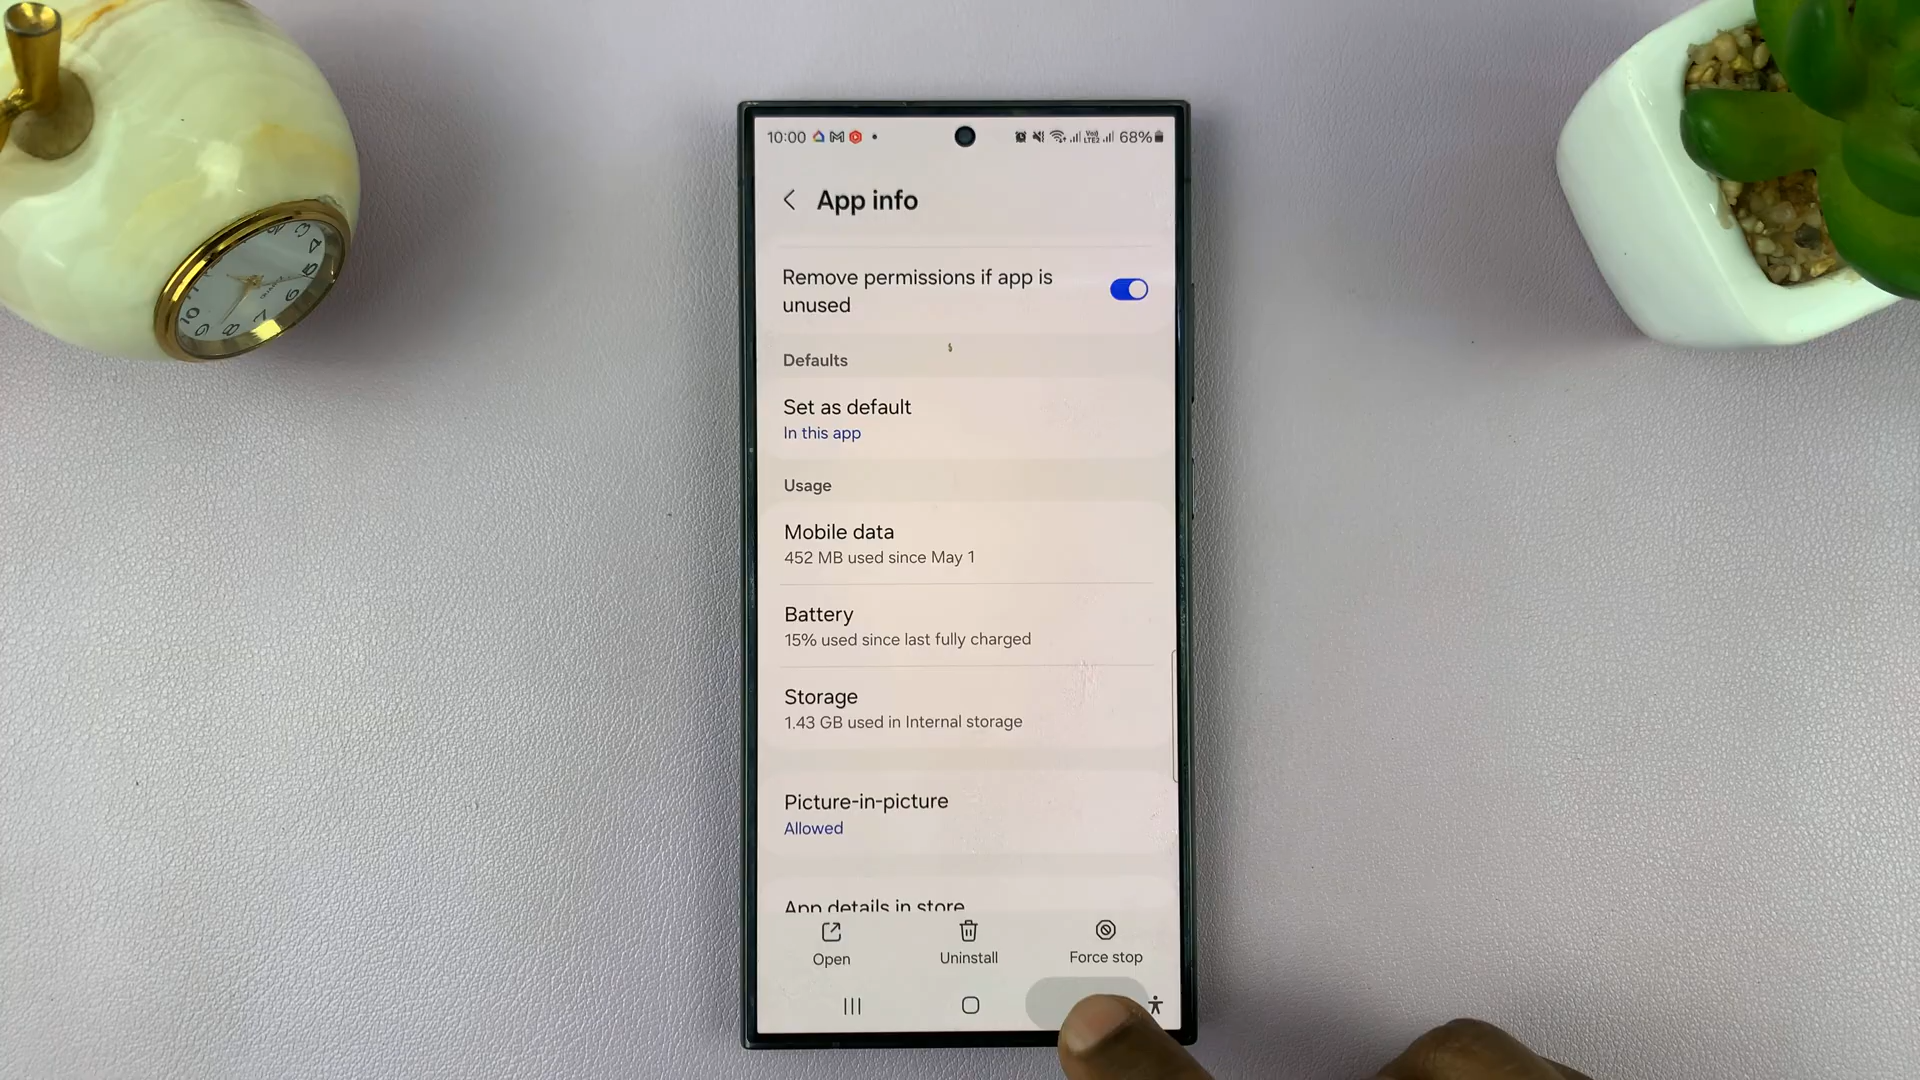 10:00 68%
App info
Remove permissions if app is
unused
Defaults
Set as default
In this app
Usage
Mobile data
452 MB used since May 1
Battery
15% used since last fully charged
Storage
1.43 GB used in Internal storage
Picture-in-picture
Allowed
App details in store
Open Uninstall Force stop